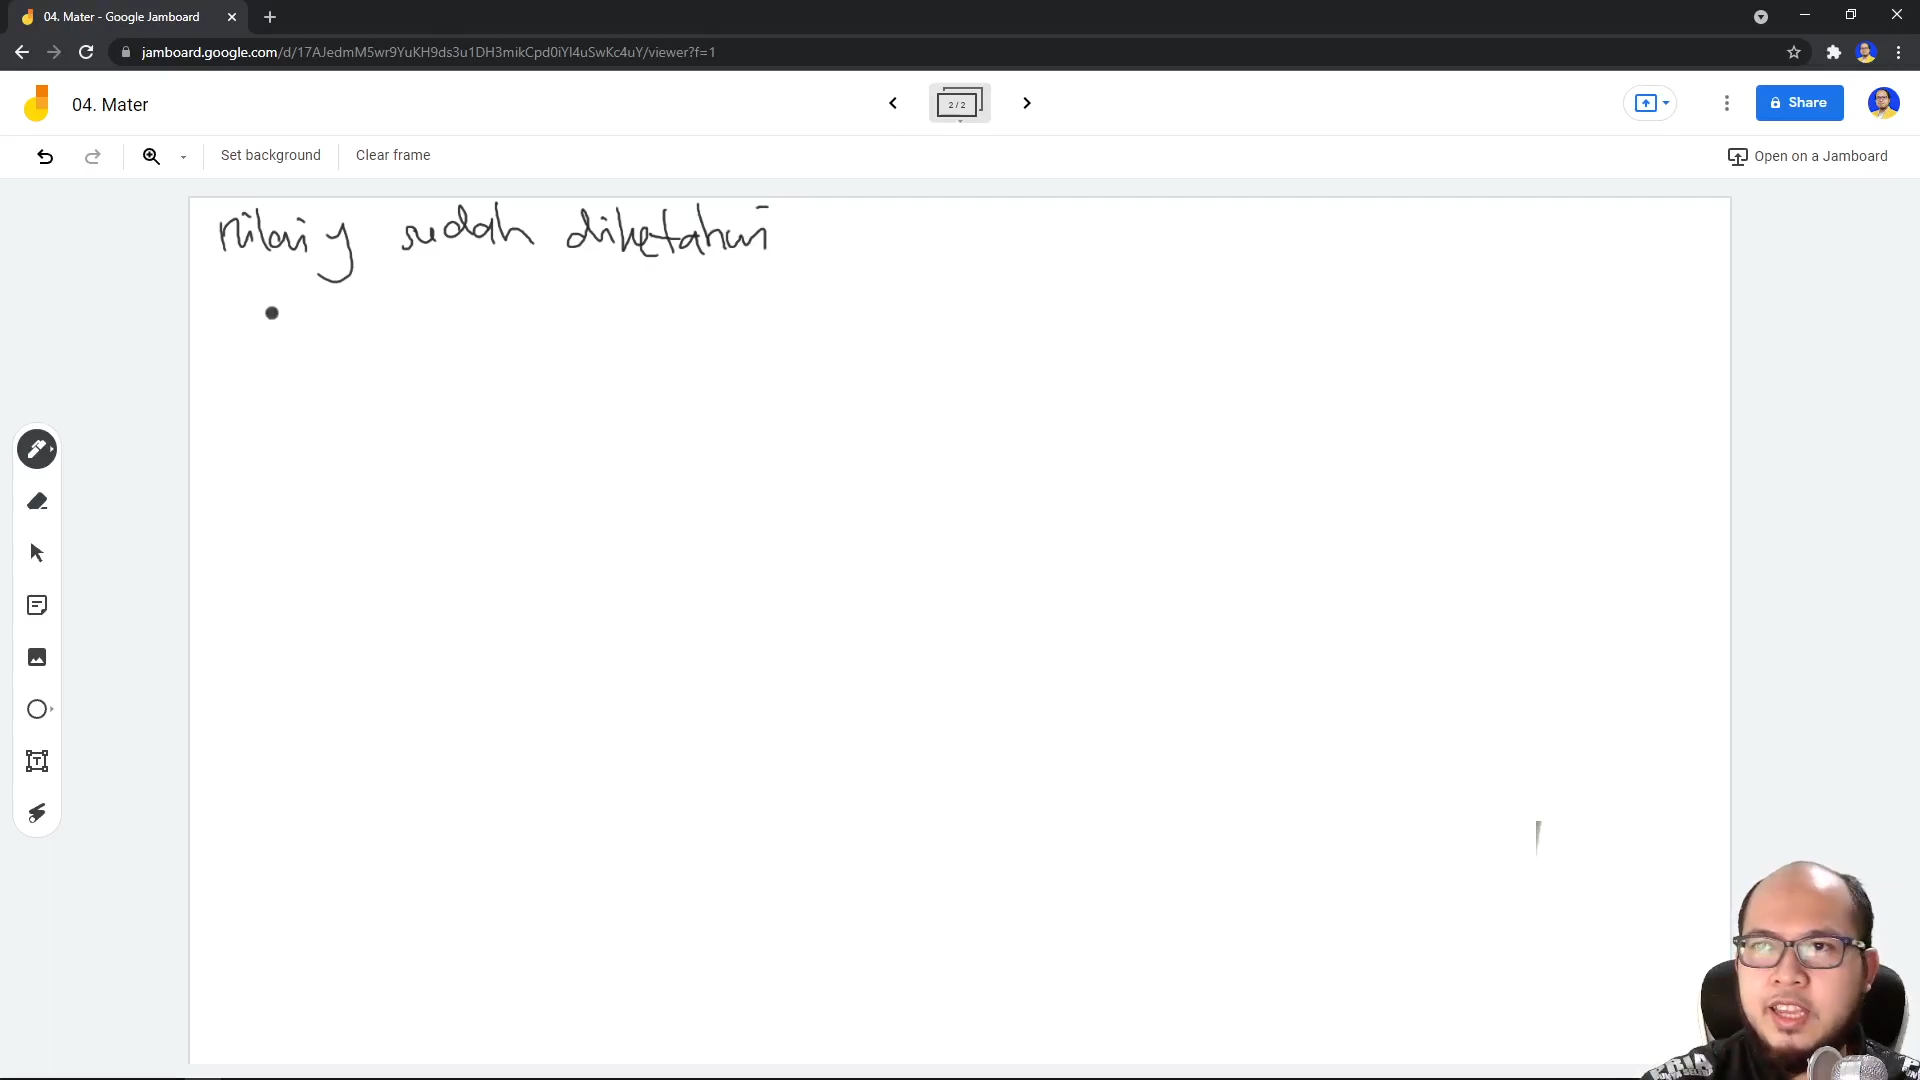 04. Mater - Google Jamboard
jamboard.google.com/d/17AJedmM5wr9YuKH9ds3u1DH3mikCpd0iYl4uSwKc4uY/viewer?f=1
04. Mater
2 / 2
Share
Set background
Clear frame
Open on a Jamboard
nilai y sudah diketahui